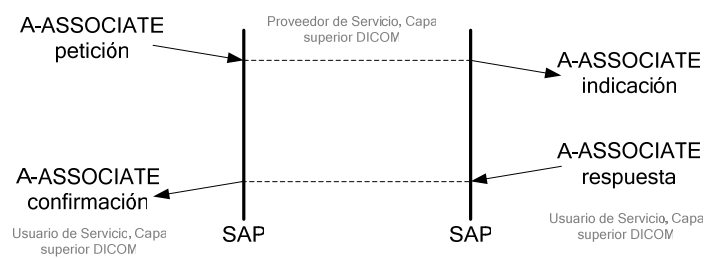 A-ASSOCIATE
petición
Proveedor de Servicio, Capa
superior DICOM
A-ASSOCIATE
indicación
A-ASSOCIATE
confirmación
A-ASSOCIATE
respuesta
Usuario de Servicio, Capa
superior DICOM
SAP
SAP
Usuario de Servicio, Capa
superior DICOM